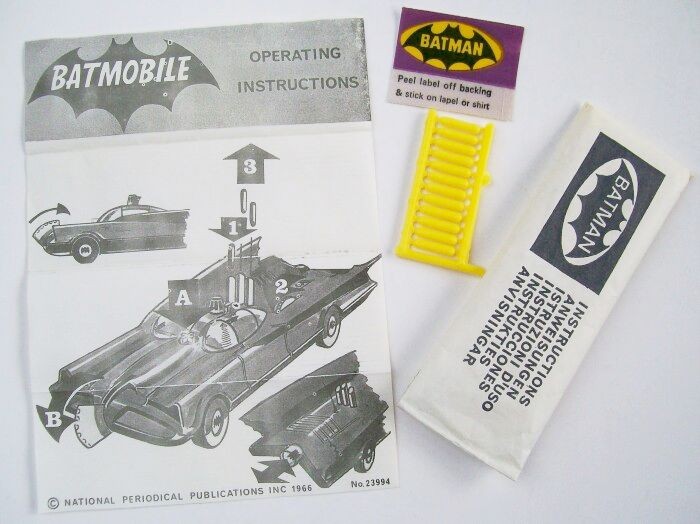 BATMOBILE
OPERATING
INSTRUCTIONS
3
1
A
2
B
© NATIONAL PERIODICAL PUBLICATIONS INC 1966
No. 23994
BATMAN
Peel label off backing
& stick on lapel or shirt
BATMAN
INSTRUCTIONS
ANWEISUNGEN
ISTRUZIONI D'USO
INSTRUKTIONES
ANVISNINGAR